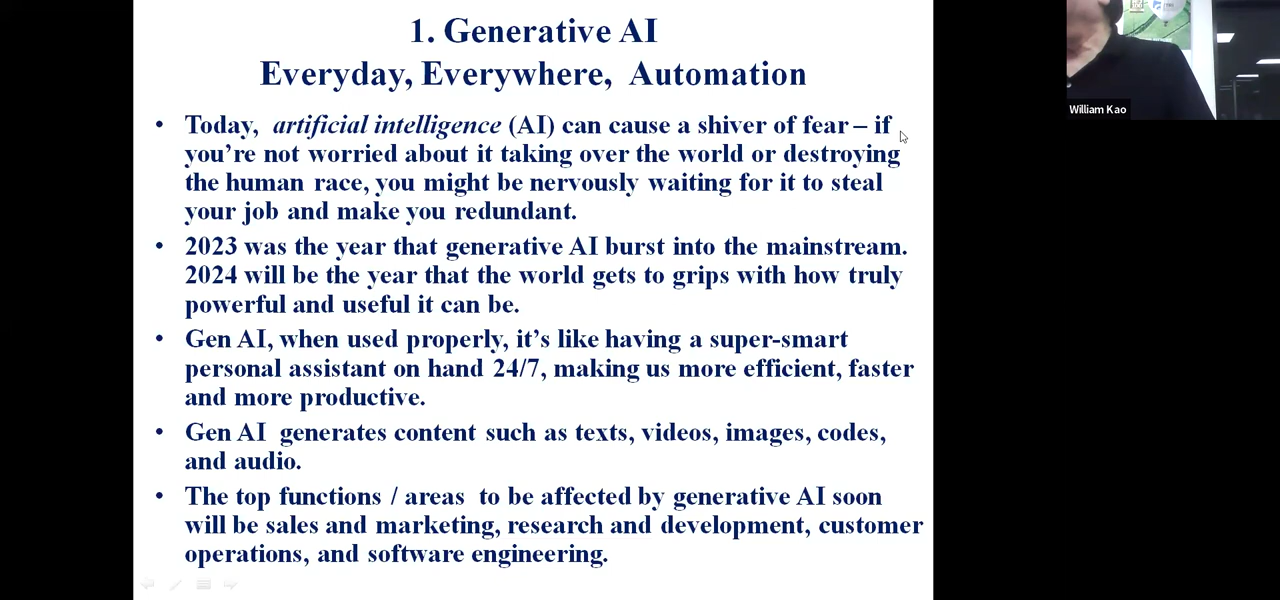 1. Generative AI
Everyday, Everywhere, Automation
• Today, artificial intelligence (AI) can cause a shiver of fear – if
you're not worried about it taking over the world or destroying
the human race, you might be nervously waiting for it to steal
your job and make you redundant.
• 2023 was the year that generative AI burst into the mainstream.
2024 will be the year that the world gets to grips with how truly
powerful and useful it can be.
• Gen AI, when used properly, it's like having a super-smart
personal assistant on hand 24/7, making us more efficient, faster
and more productive.
• Gen AI generates content such as texts, videos, images, codes,
and audio.
• The top functions / areas to be affected by generative AI soon
will be sales and marketing, research and development, customer
operations, and software engineering.
William Kao